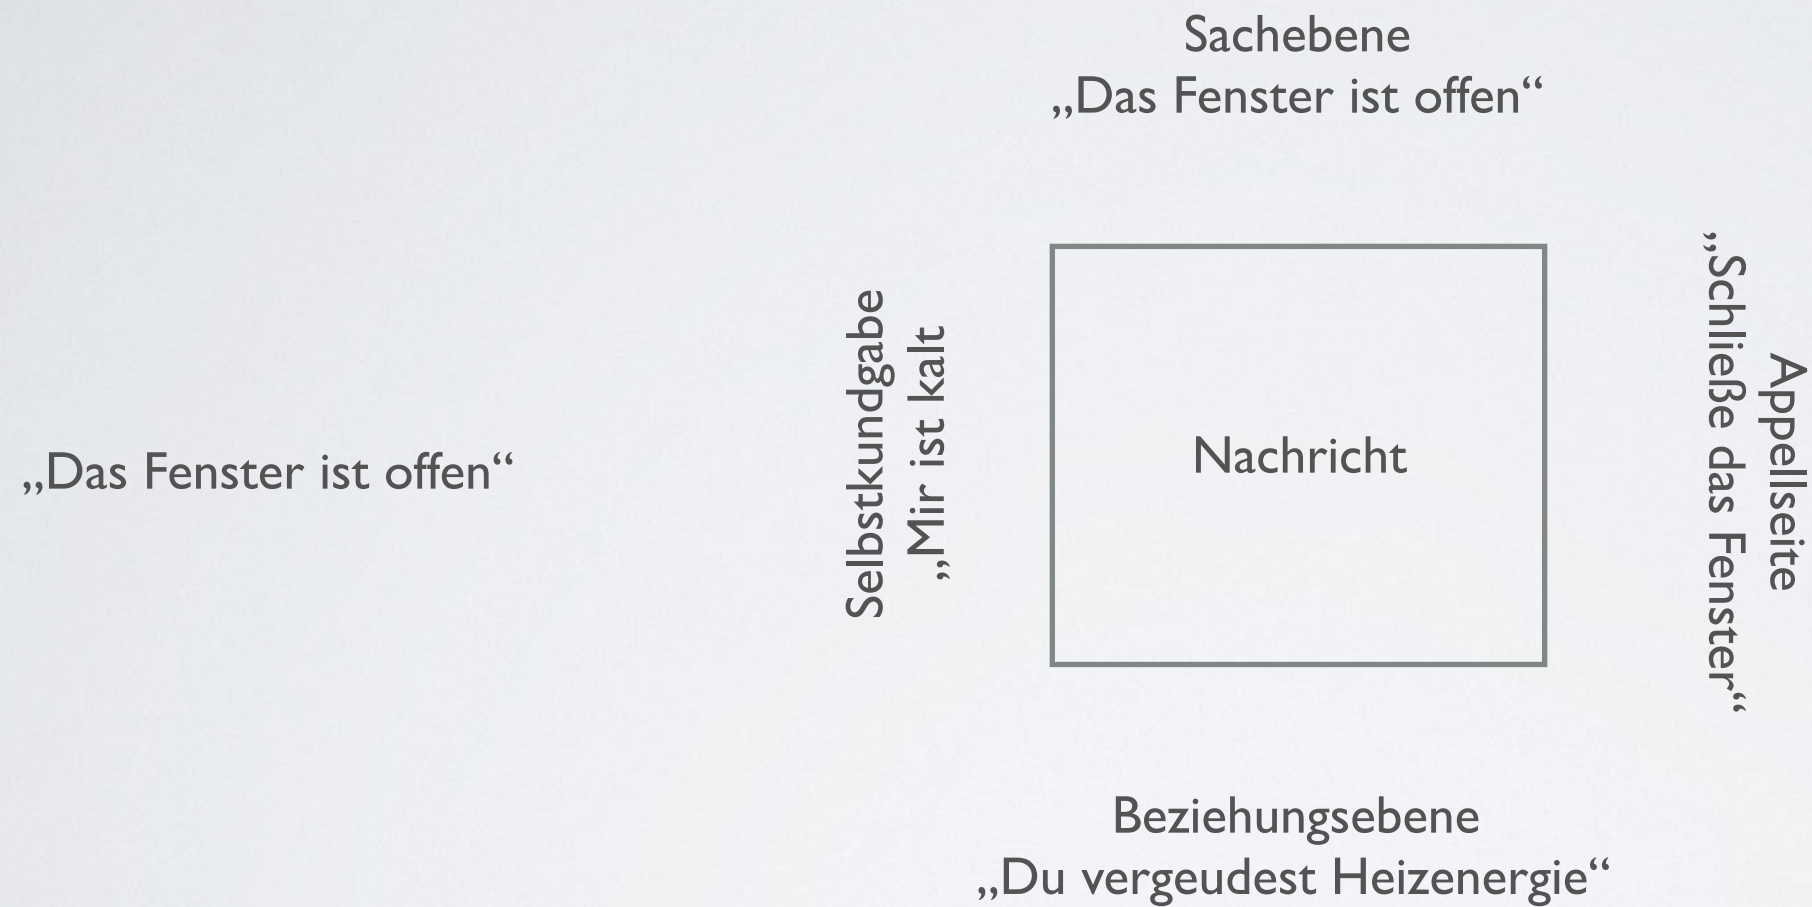 „Das Fenster ist offen“
Sachebene
„Das Fenster ist offen“
Selbstkundgabe
„Mir ist kalt
Nachricht
Appellseite
„Schließe das Fenster“
Beziehungsebene
„Du vergeudest Heizenergie“